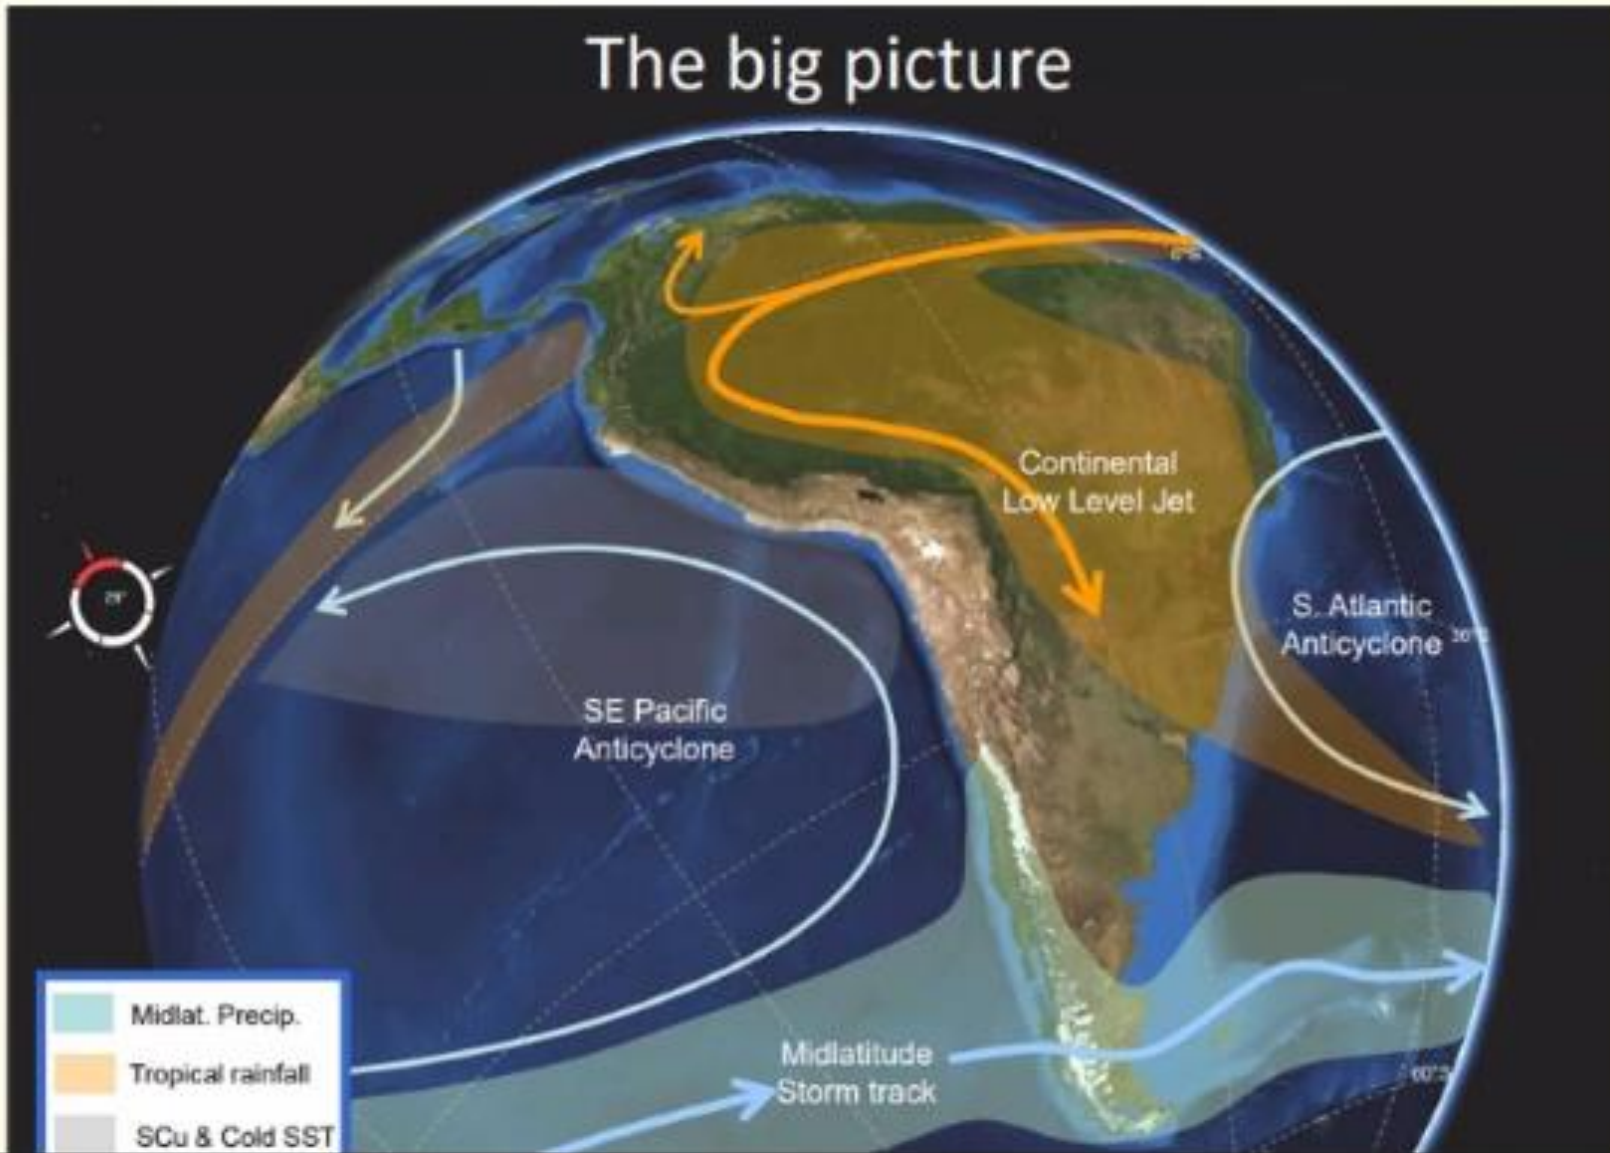 The big picture
Continental
Low Level Jet
S. Atlantic
Anticyclone
SE Pacific
Anticyclone
Midlat. Precip.
Tropical rainfall
SCu & Cold SST
Midlatitude
Storm track